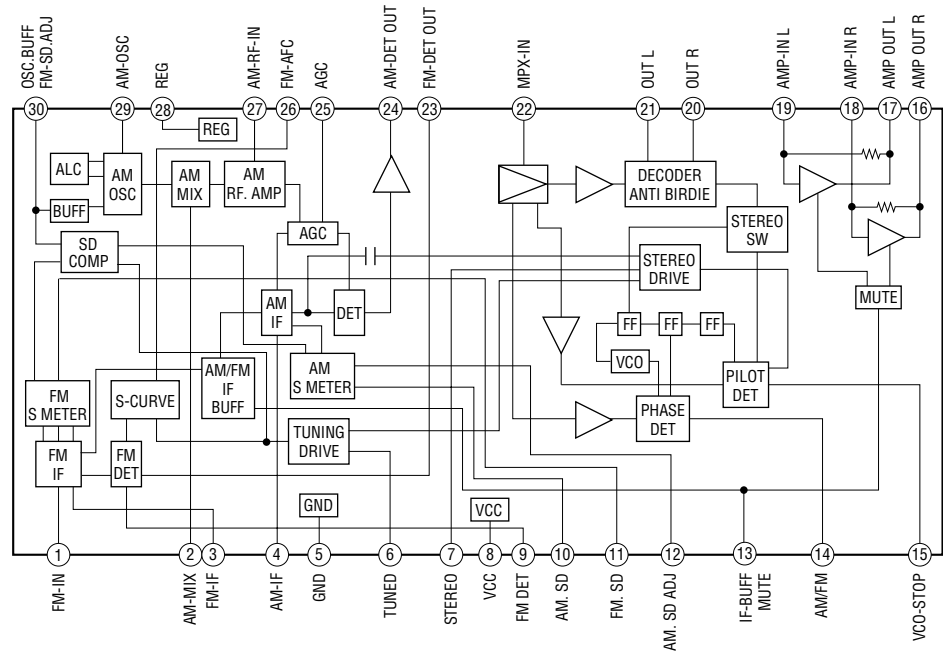 OSC.BUFF
FM-SD.ADJ
AM-OSC
REG
AM-RF-IN
FM-AFC
AGC
AM-DET OUT
FM-DET OUT
MPX-IN
OUT L
OUT R
AMP-IN L
AMP-IN R
AMP OUT L
AMP OUT R
30 29 28 27 26 25 24 23 22 21 20 19 18 17 16
REG
ALC
AM
OSC
AM
MIX
AM
RF. AMP
DECODER
ANTI BIRDIE
BUFF
AGC
STEREO
SW
SD
COMP
STEREO
DRIVE
MUTE
AM
IF
DET
FF FF FF
VCO
AM/FM
IF
BUFF
AM
S METER
PILOT
DET
FM
S METER
S-CURVE
PHASE
DET
TUNING
DRIVE
FM
IF
FM
DET
GND
VCC
1 2 3 4 5 6 7 8 9 10 11 12 13 14 15
FM-IN
AM-MIX
FM-IF
AM-IF
GND
TUNED
STEREO
VCC
FM DET
AM. SD
FM. SD
AM. SD ADJ
IF-BUFF
MUTE
AM/FM
VCO-STOP